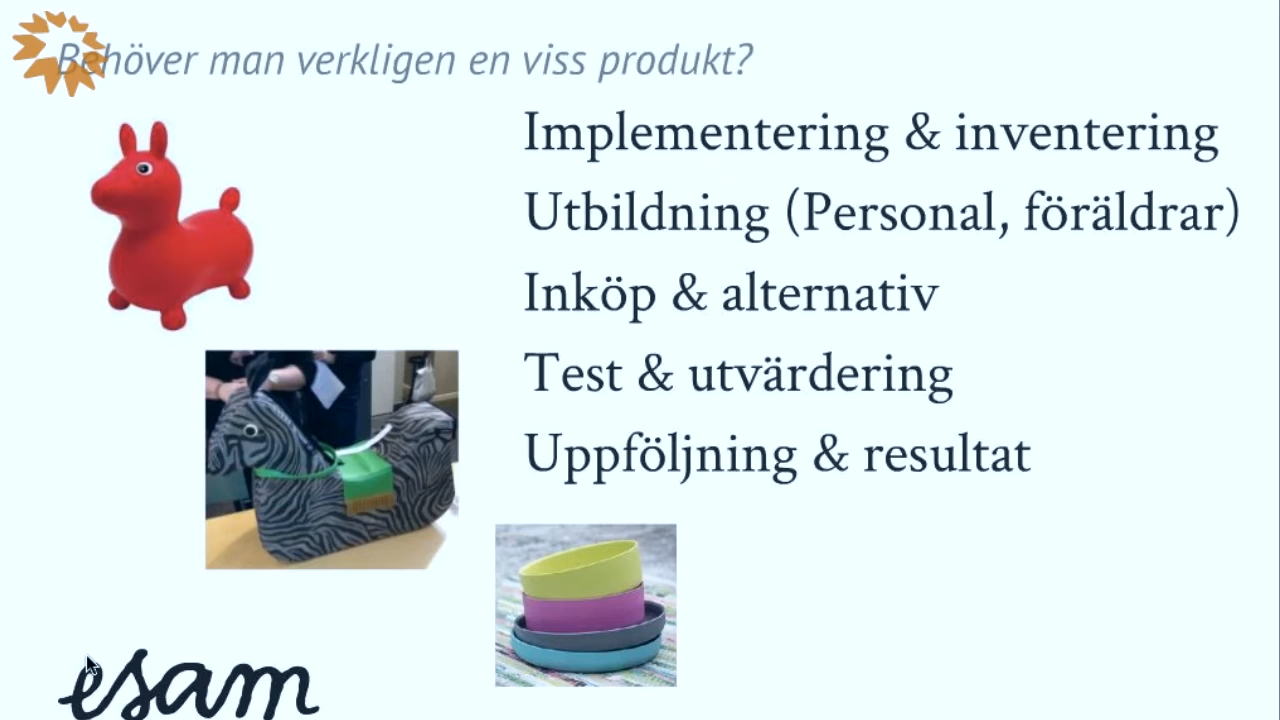 Behöver man verkligen en viss produkt?
Implementering & inventering
Utbildning (Personal, föräldrar)
Inköp & alternativ
Test & utvärdering
Uppföljning & resultat
esam